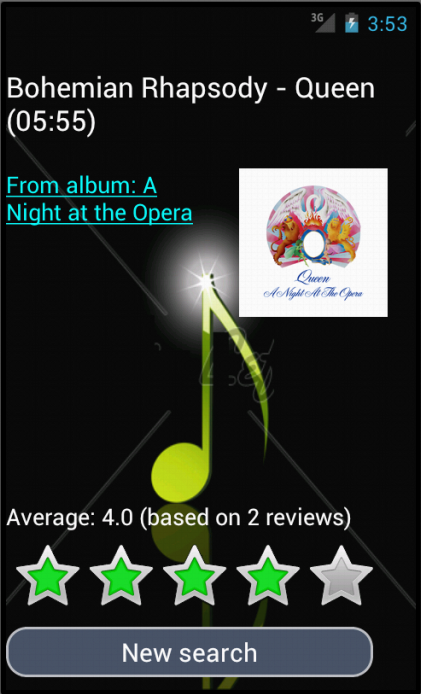 3G 3:53
Bohemian Rhapsody - Queen
(05:55)
From album: A
Night at the Opera
Queen
A Night At The Opera
Average: 4.0 (based on 2 reviews)
New search